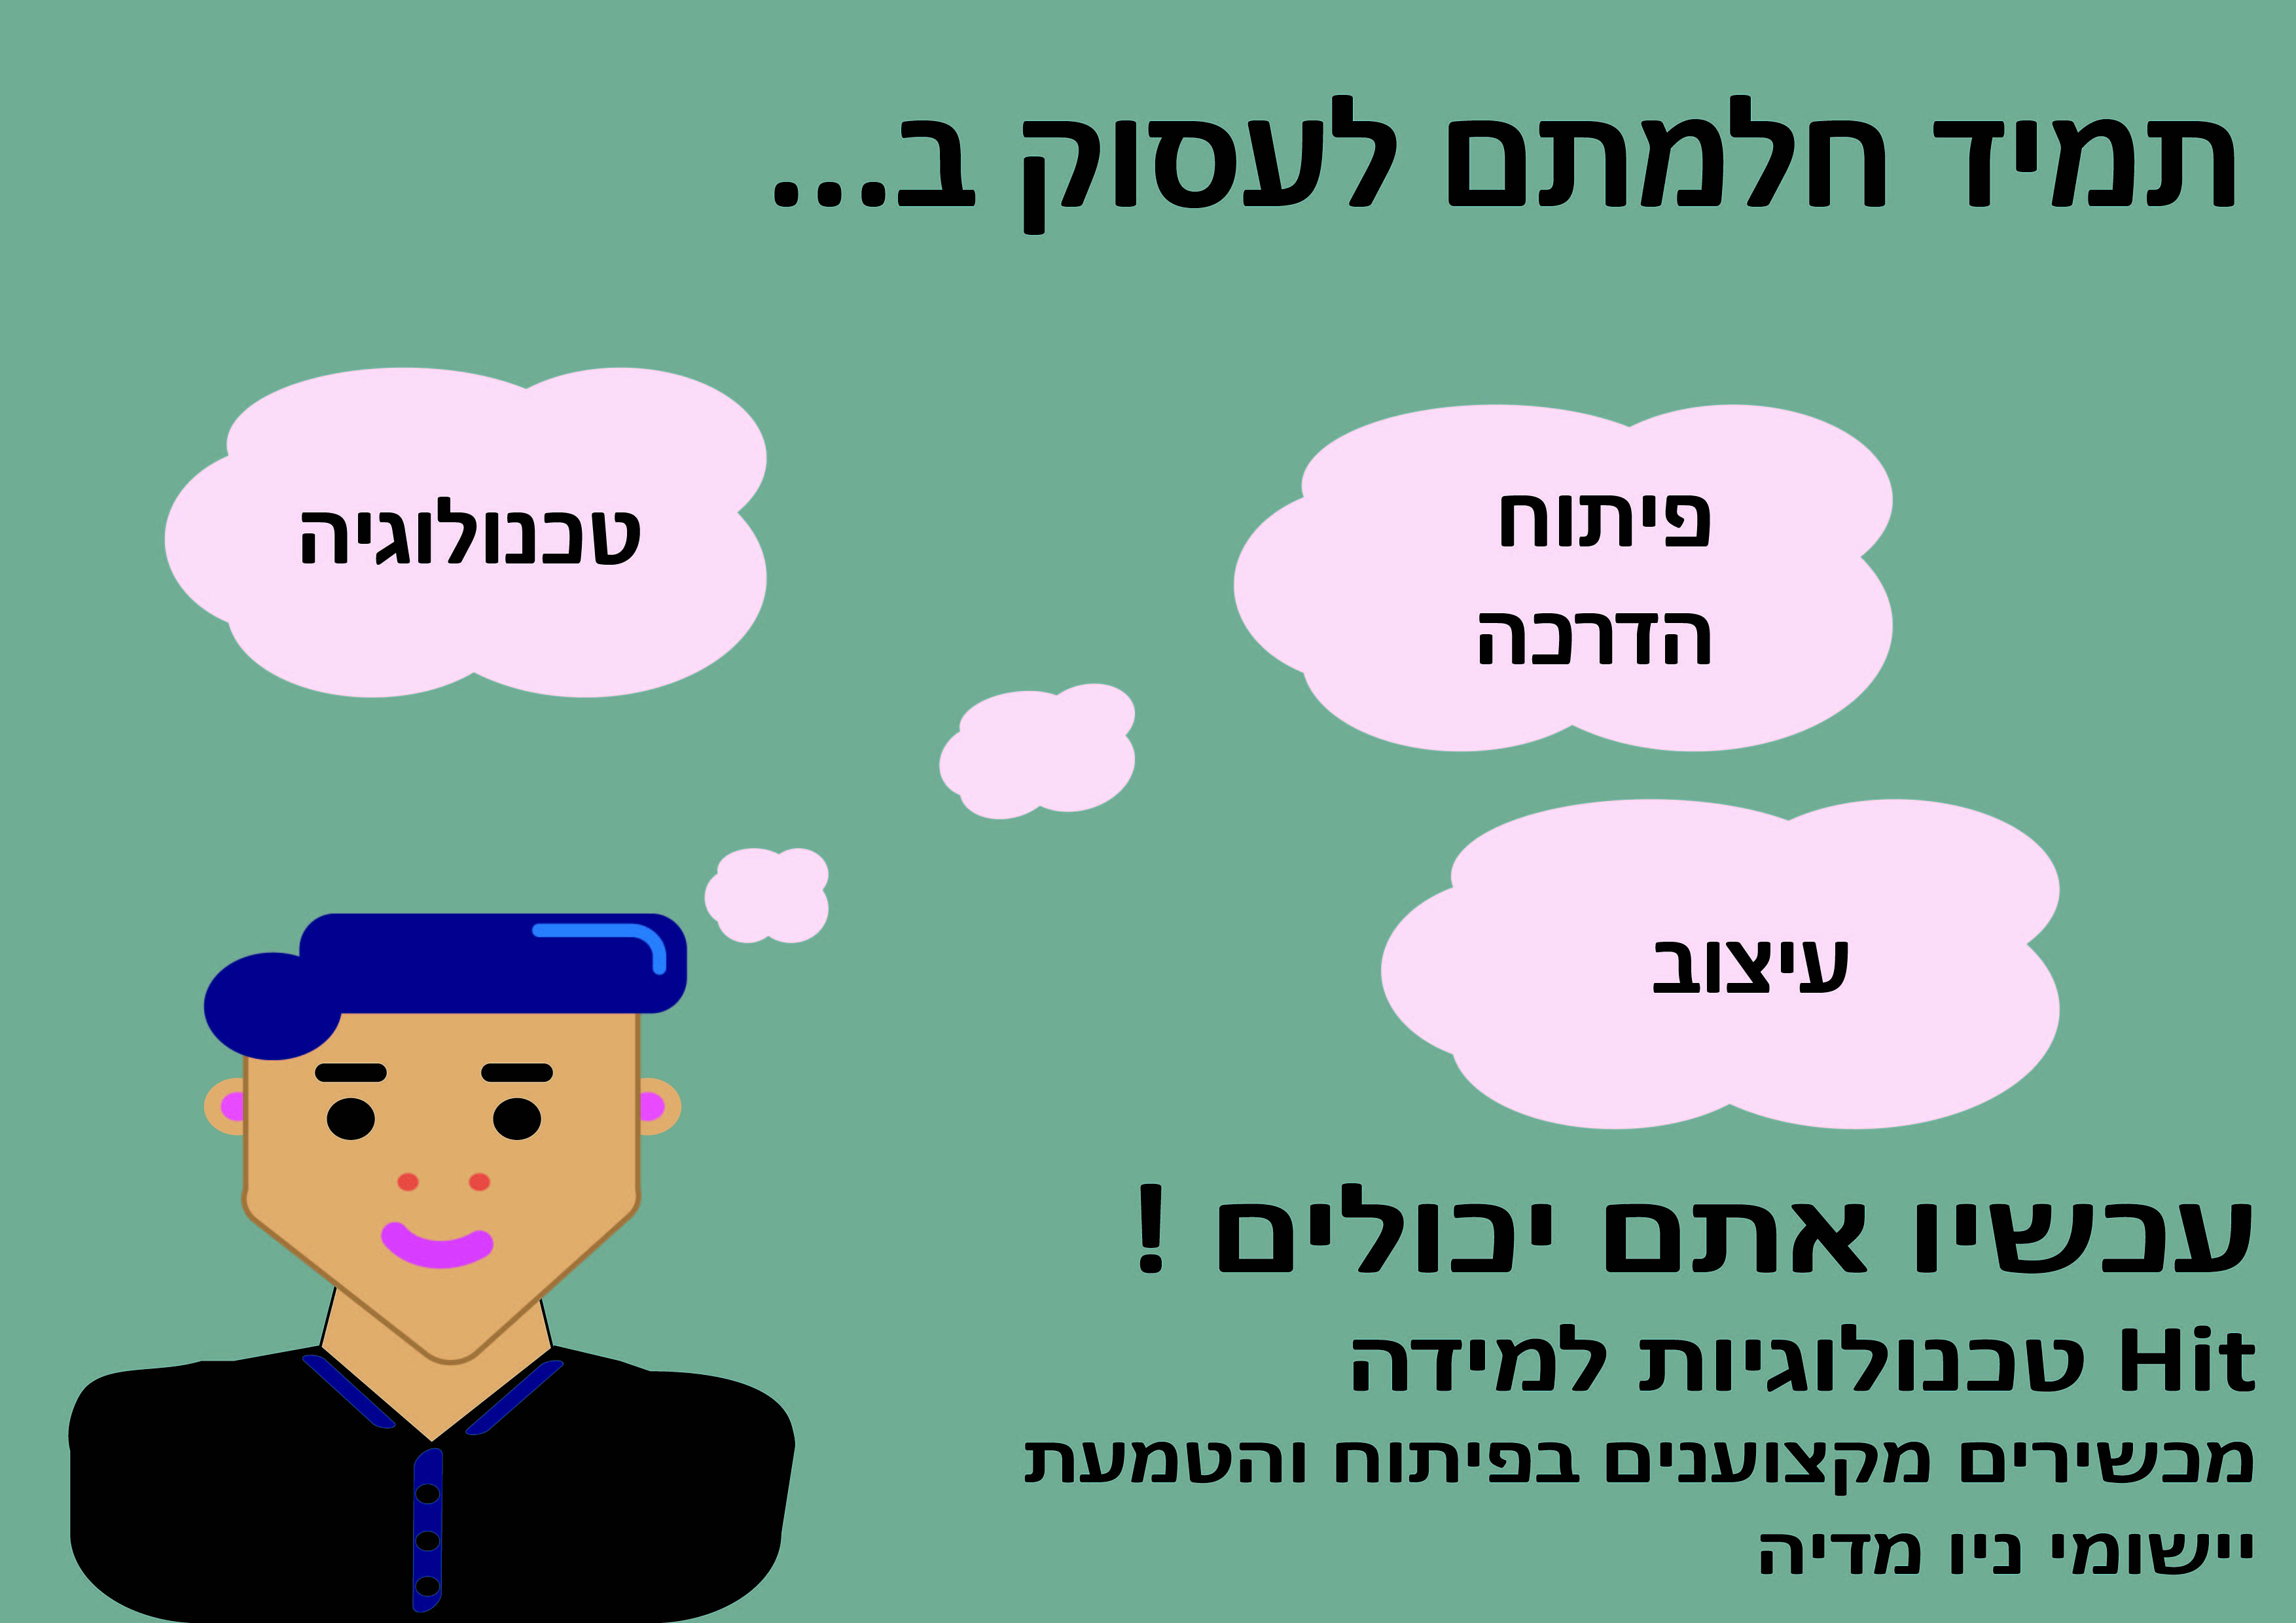 תמיד חלמתם לעסוק ב...
פיתוח
הדרכה
טכנולוגיה
עיצוב
עכשיו אתם יכולים !
Hit טכנולוגיות למידה
מכשירים מקצוענים בפיתוח והטמעת
יישומי ניו מדיה